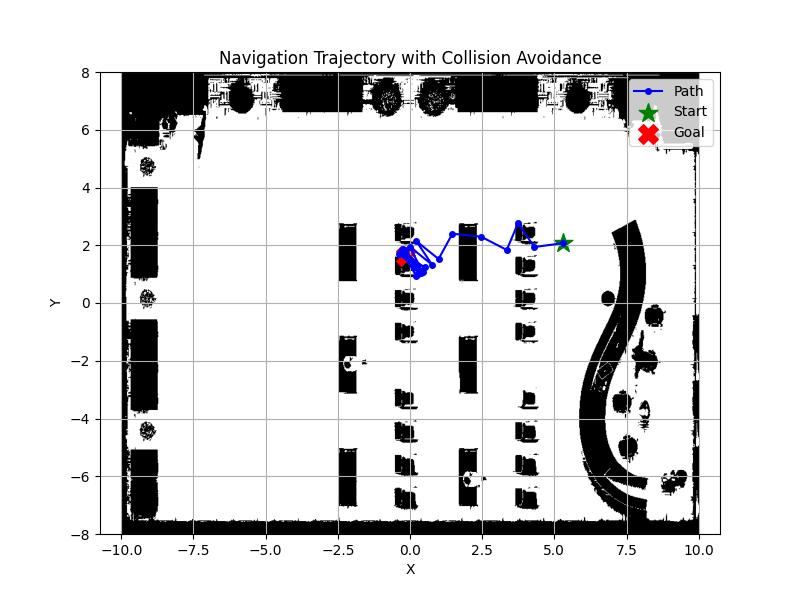 Navigation Trajectory with Collision Avoidance
Path
Start
Goal
8
6
4
2
0
−2
−4
−6
−8
Y
−10.0 −7.5 −5.0 −2.5 0.0 2.5 5.0 7.5 10.0
X